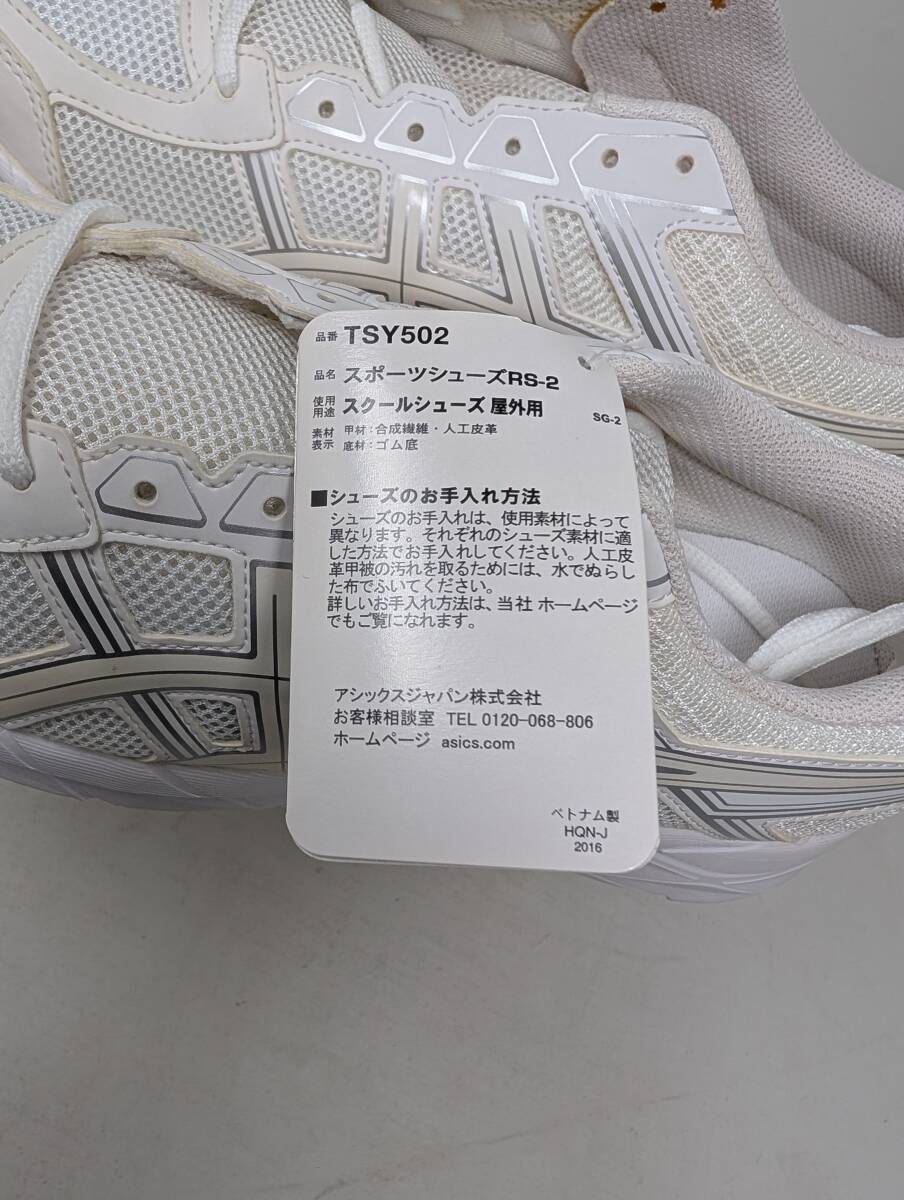 品番 TSY502
品名 スポーツシューズRS-2
使用用途 スクールシューズ 屋外用
SG-2
素材表示 甲材:合成繊維・人工皮革
底材:ゴム底
■シューズのお手入れ方法
シューズのお手入れは、使用素材によって
異なります。それぞれのシューズ素材に適
した方法でお手入れしてください。人工皮
革甲被の汚れを取るためには、水でぬらし
た布でふいてください。
詳しいお手入れ方法は、当社 ホームページ
でもご覧になれます。
アシックスジャパン株式会社
お客様相談室 TEL 0120-068-806
ホームページ asics.com
ベトナム製
HQN-J
2016